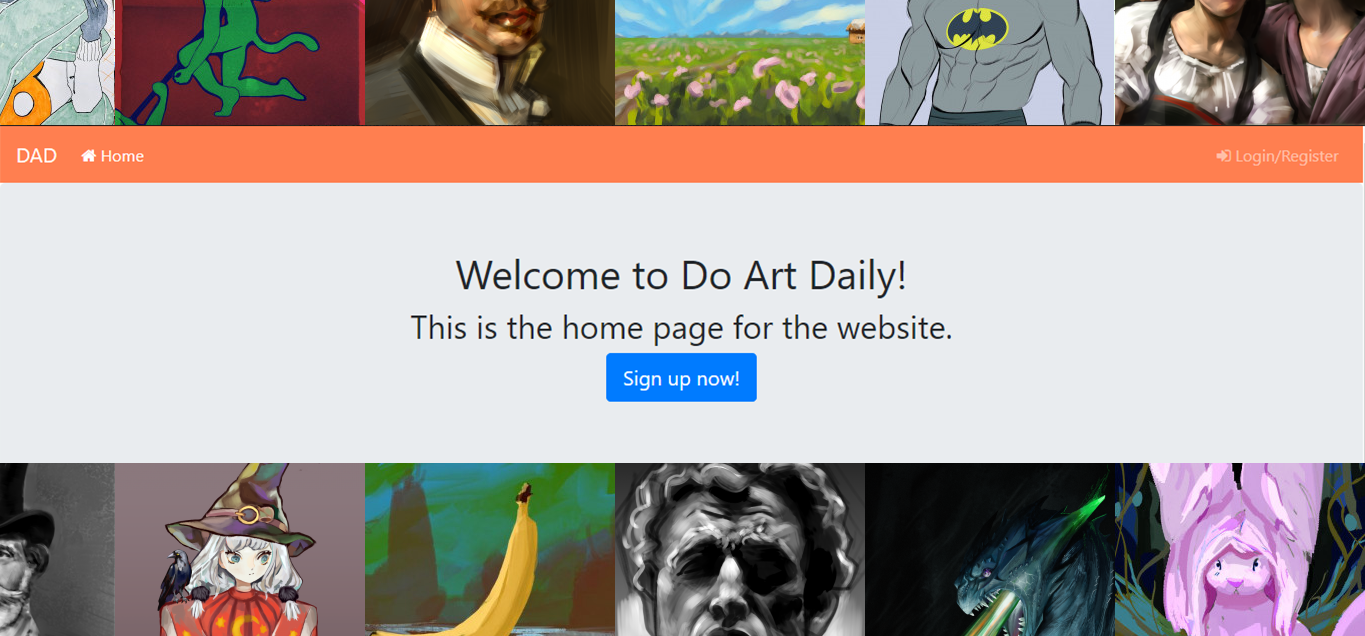 DAD Home Login/Register
Welcome to Do Art Daily!
This is the home page for the website.
Sign up now!